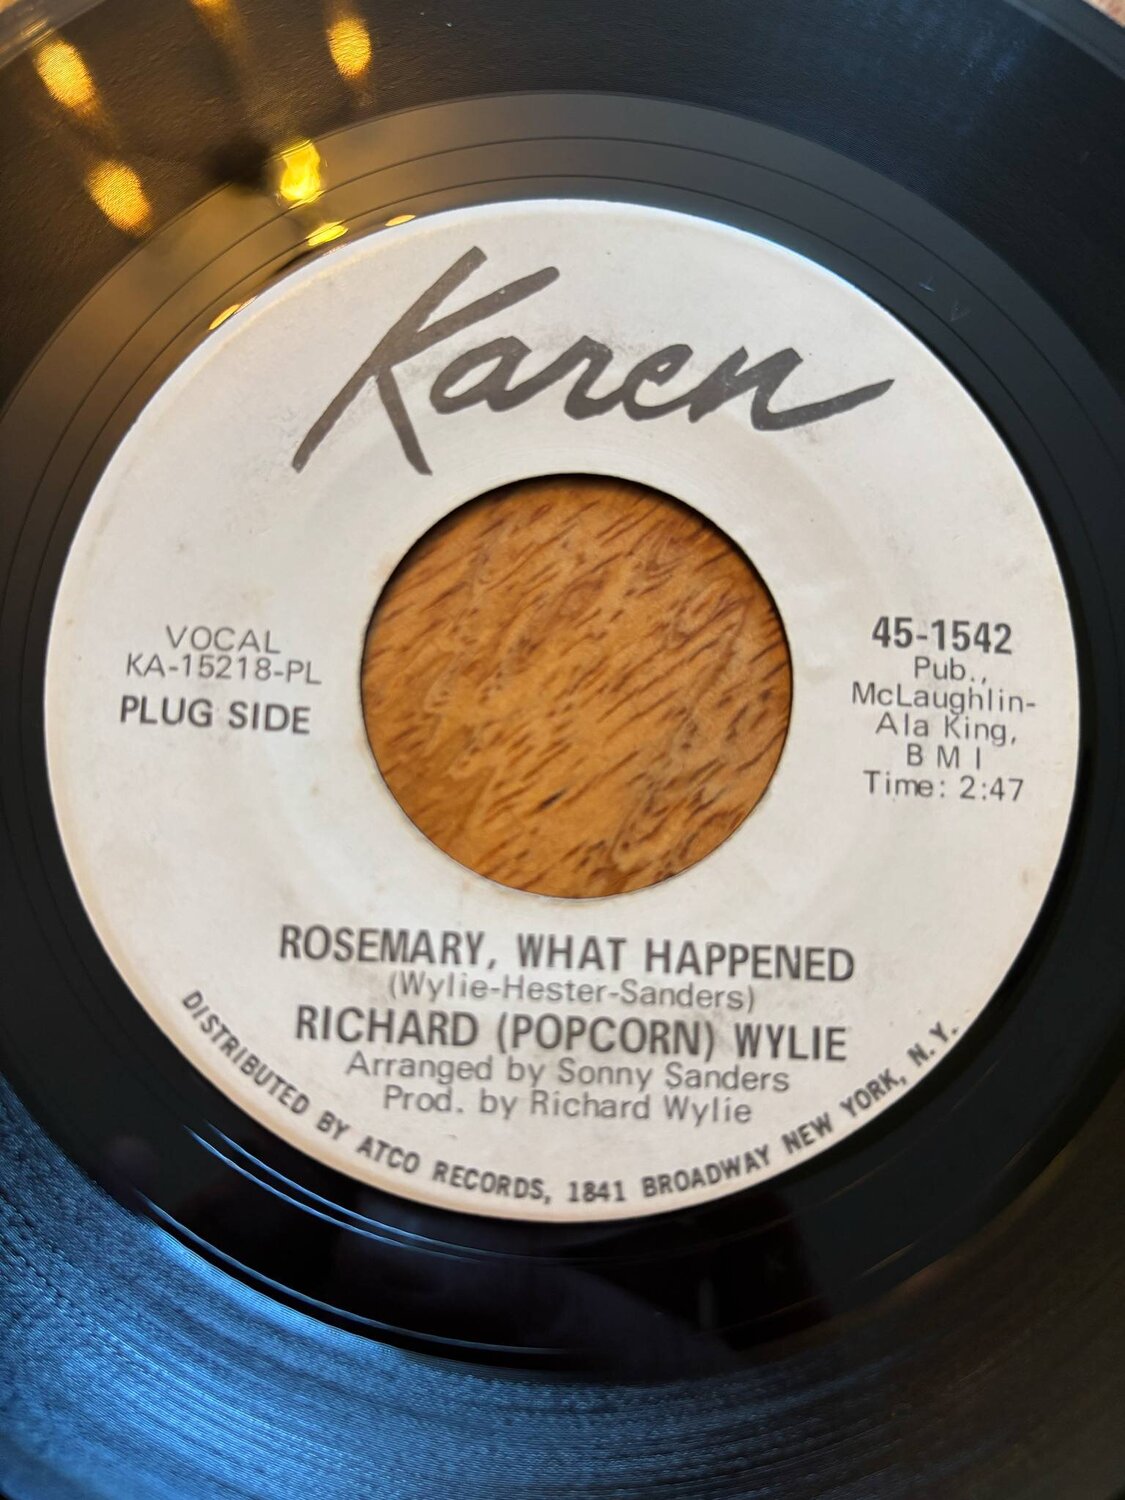 Karen
VOCAL
KA-15218-PL
PLUG SIDE
45-1542
Pub.,
McLaughlin-
Ala King,
B M I
Time: 2:47
ROSEMARY, WHAT HAPPENED
(Wylie-Hester-Sanders)
RICHARD (POPCORN) WYLIE
Arranged by Sonny Sanders
Prod. by Richard Wylie
DISTRIBUTED BY ATCO RECORDS, 1841 BROADWAY NEW YORK, N.Y.